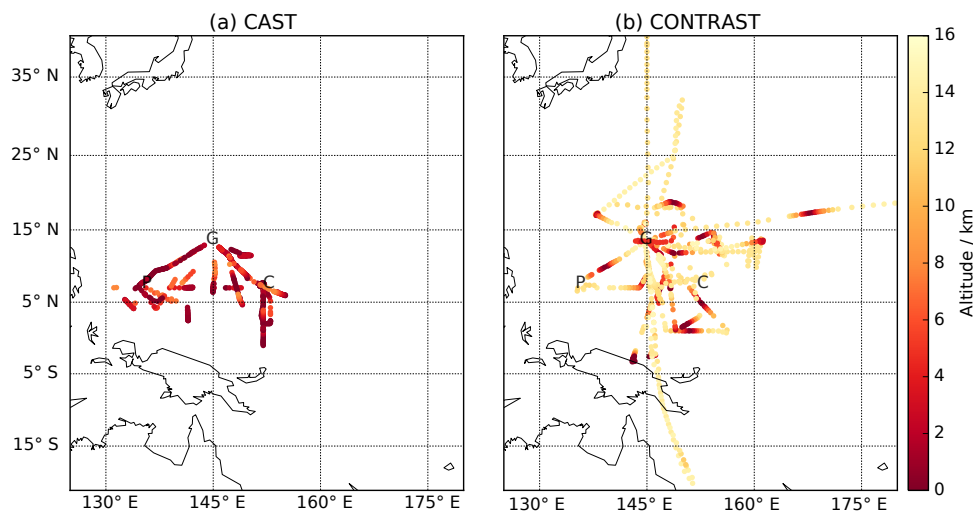 (a) CAST
(b) CONTRAST
35° N
25° N
15° N
5° N
5° S
15° S
130° E
145° E
160° E
175° E
G
P
C
130° E
145° E
160° E
175° E
G
P
C
16
14
12
10
8
6
4
2
0
Altitude / km